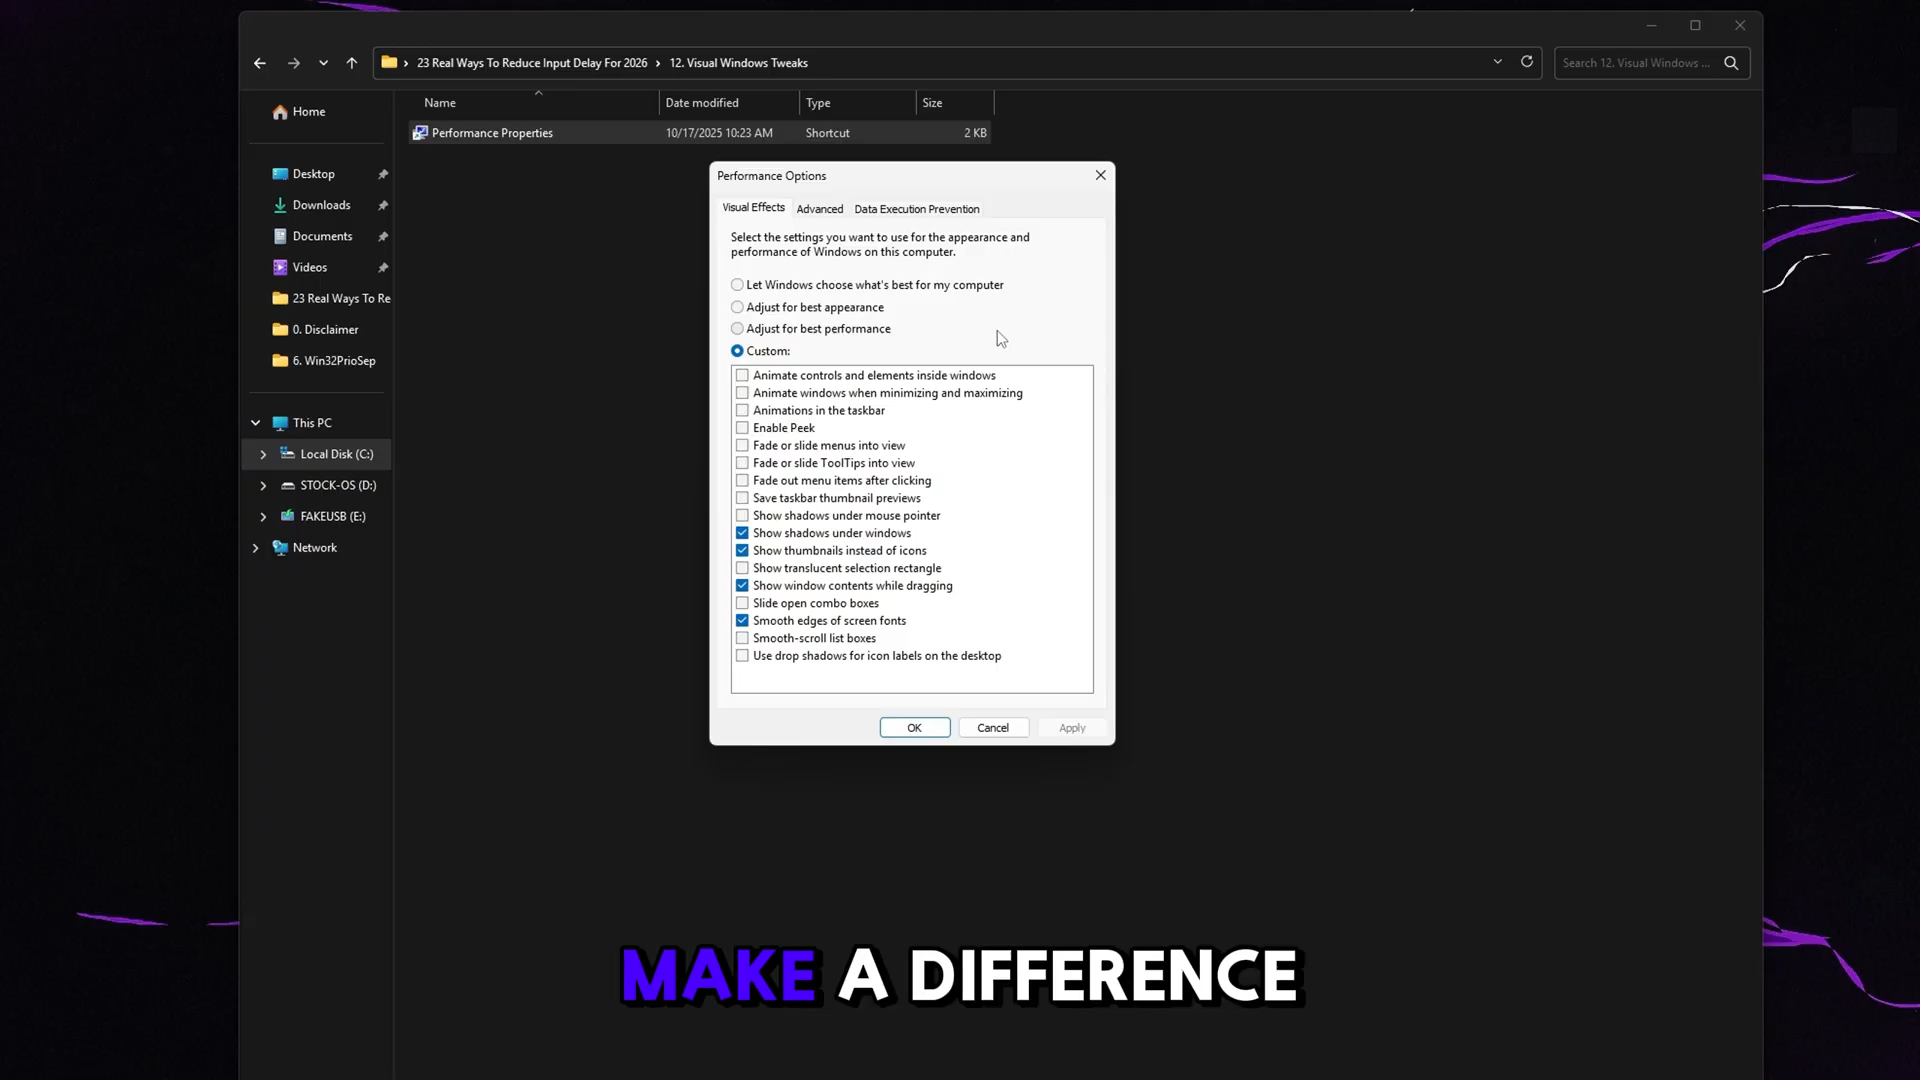 23 Real Ways To Reduce Input Delay For 2026 › 12. Visual Windows Tweaks
Search 12. Visual Windows ...
Name
Date modified
Type
Size
Performance Properties
10/17/2025 10:23 AM
Shortcut
2 KB
Home
Desktop
Downloads
Documents
Videos
23 Real Ways To Re
0. Disclaimer
6. Win32PrioSep
This PC
Local Disk (C:)
STOCK-OS (D:)
FAKEUSB (E:)
Network
Performance Options
Visual Effects
Advanced
Data Execution Prevention
Select the settings you want to use for the appearance and
performance of Windows on this computer.
Let Windows choose what's best for my computer
Adjust for best appearance
Adjust for best performance
Custom:
Animate controls and elements inside windows
Animate windows when minimizing and maximizing
Animations in the taskbar
Enable Peek
Fade or slide menus into view
Fade or slide ToolTips into view
Fade out menu items after clicking
Save taskbar thumbnail previews
Show shadows under mouse pointer
Show shadows under windows
Show thumbnails instead of icons
Show translucent selection rectangle
Show window contents while dragging
Slide open combo boxes
Smooth edges of screen fonts
Smooth-scroll list boxes
Use drop shadows for icon labels on the desktop
OK
Cancel
Apply
MAKE A DIFFERENCE